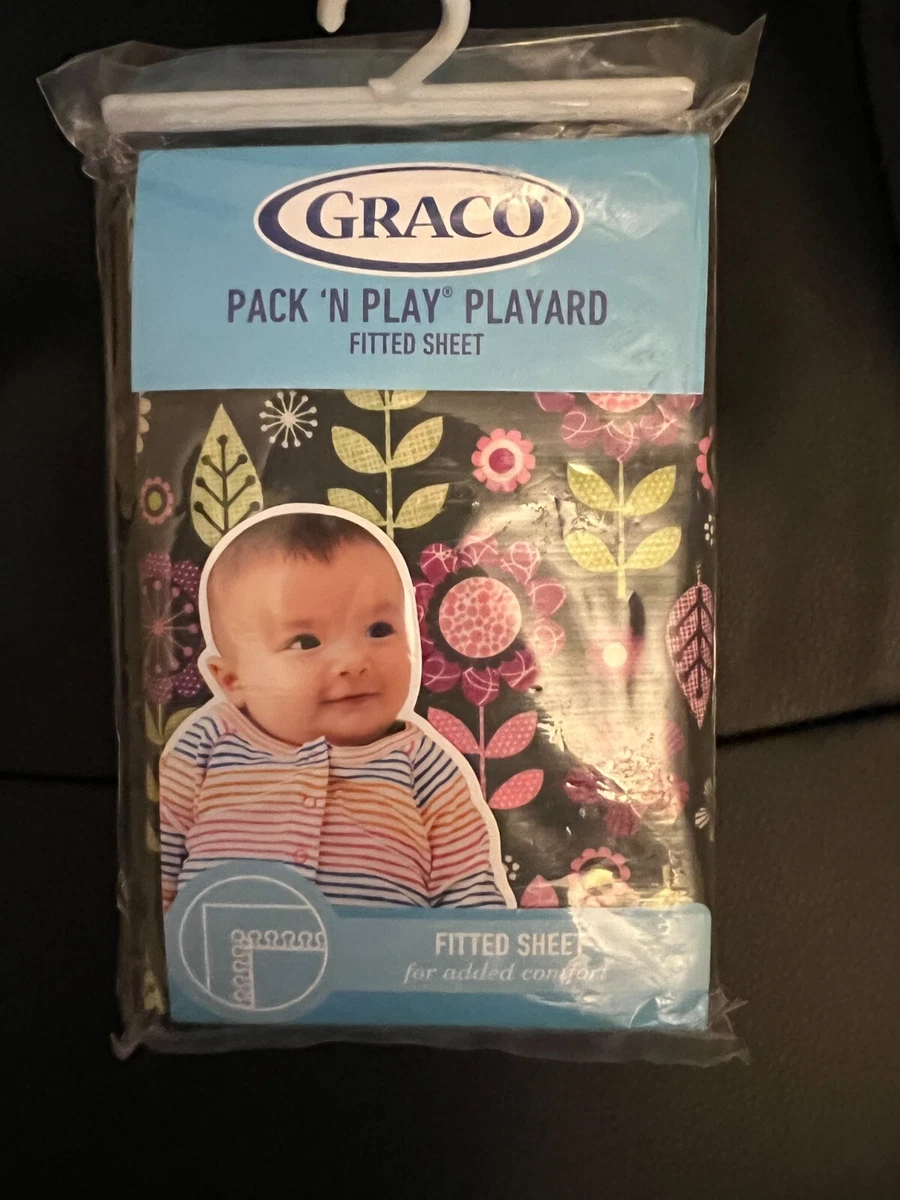 GRACO®
PACK ‘N PLAY® PLAYARD
FITTED SHEET
FITTED SHEET
for added comfort